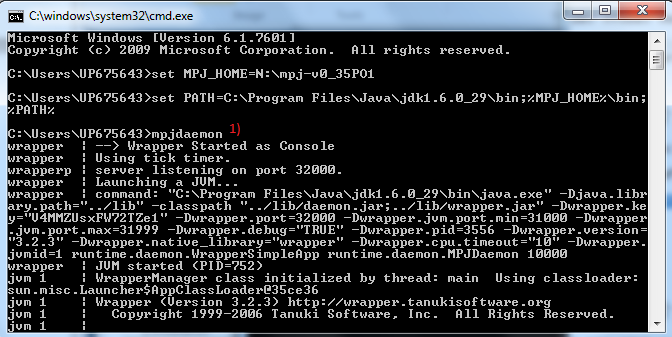 C:\windows\system32\cmd.exe
Microsoft Windows [Version 6.1.7601]
Copyright (c) 2009 Microsoft Corporation.  All rights reserved.
C:\Users\UP675643>set MPJ_HOME=N:\mpj-v0_35PO1
C:\Users\UP675643>set PATH=C:\Program Files\Java\jdk1.6.0_29\bin;%MPJ_HOME%\bin;
%PATH%
C:\Users\UP675643>mpjdaemon 1)
wrapper  | --> Wrapper Started as Console
wrapper  | Using tick timer.
wrapperp | server listening on port 32000.
wrapper  | Launching a JVM...
wrapper  | command: "C:\Program Files\Java\jdk1.6.0_29\bin\java.exe" -Djava.libr
ary.path="../lib" -classpath "../lib/daemon.jar;../lib/wrapper.jar" -Dwrapper.ke
y="V4MMZUsxFW72TZe1" -Dwrapper.port=32000 -Dwrapper.jvm.port.min=31000 -Dwrapper
.jvm.port.max=31999 -Dwrapper.debug="TRUE" -Dwrapper.pid=3556 -Dwrapper.version=
"3.2.3" -Dwrapper.native_library="wrapper" -Dwrapper.cpu.timeout="10" -Dwrapper.
jvmid=1 runtime.daemon.WrapperSimpleApp runtime.daemon.MPJDaemon 10000
wrapper  | JVM started (PID=752)
jvm 1    | WrapperManager class initialized by thread: main  Using classloader:
sun.misc.Launcher$AppClassLoader@35ce36
jvm 1    | Wrapper (Version 3.2.3) http://wrapper.tanukisoftware.org
jvm 1    |   Copyright 1999-2006 Tanuki Software, Inc.  All Rights Reserved.
jvm 1    |